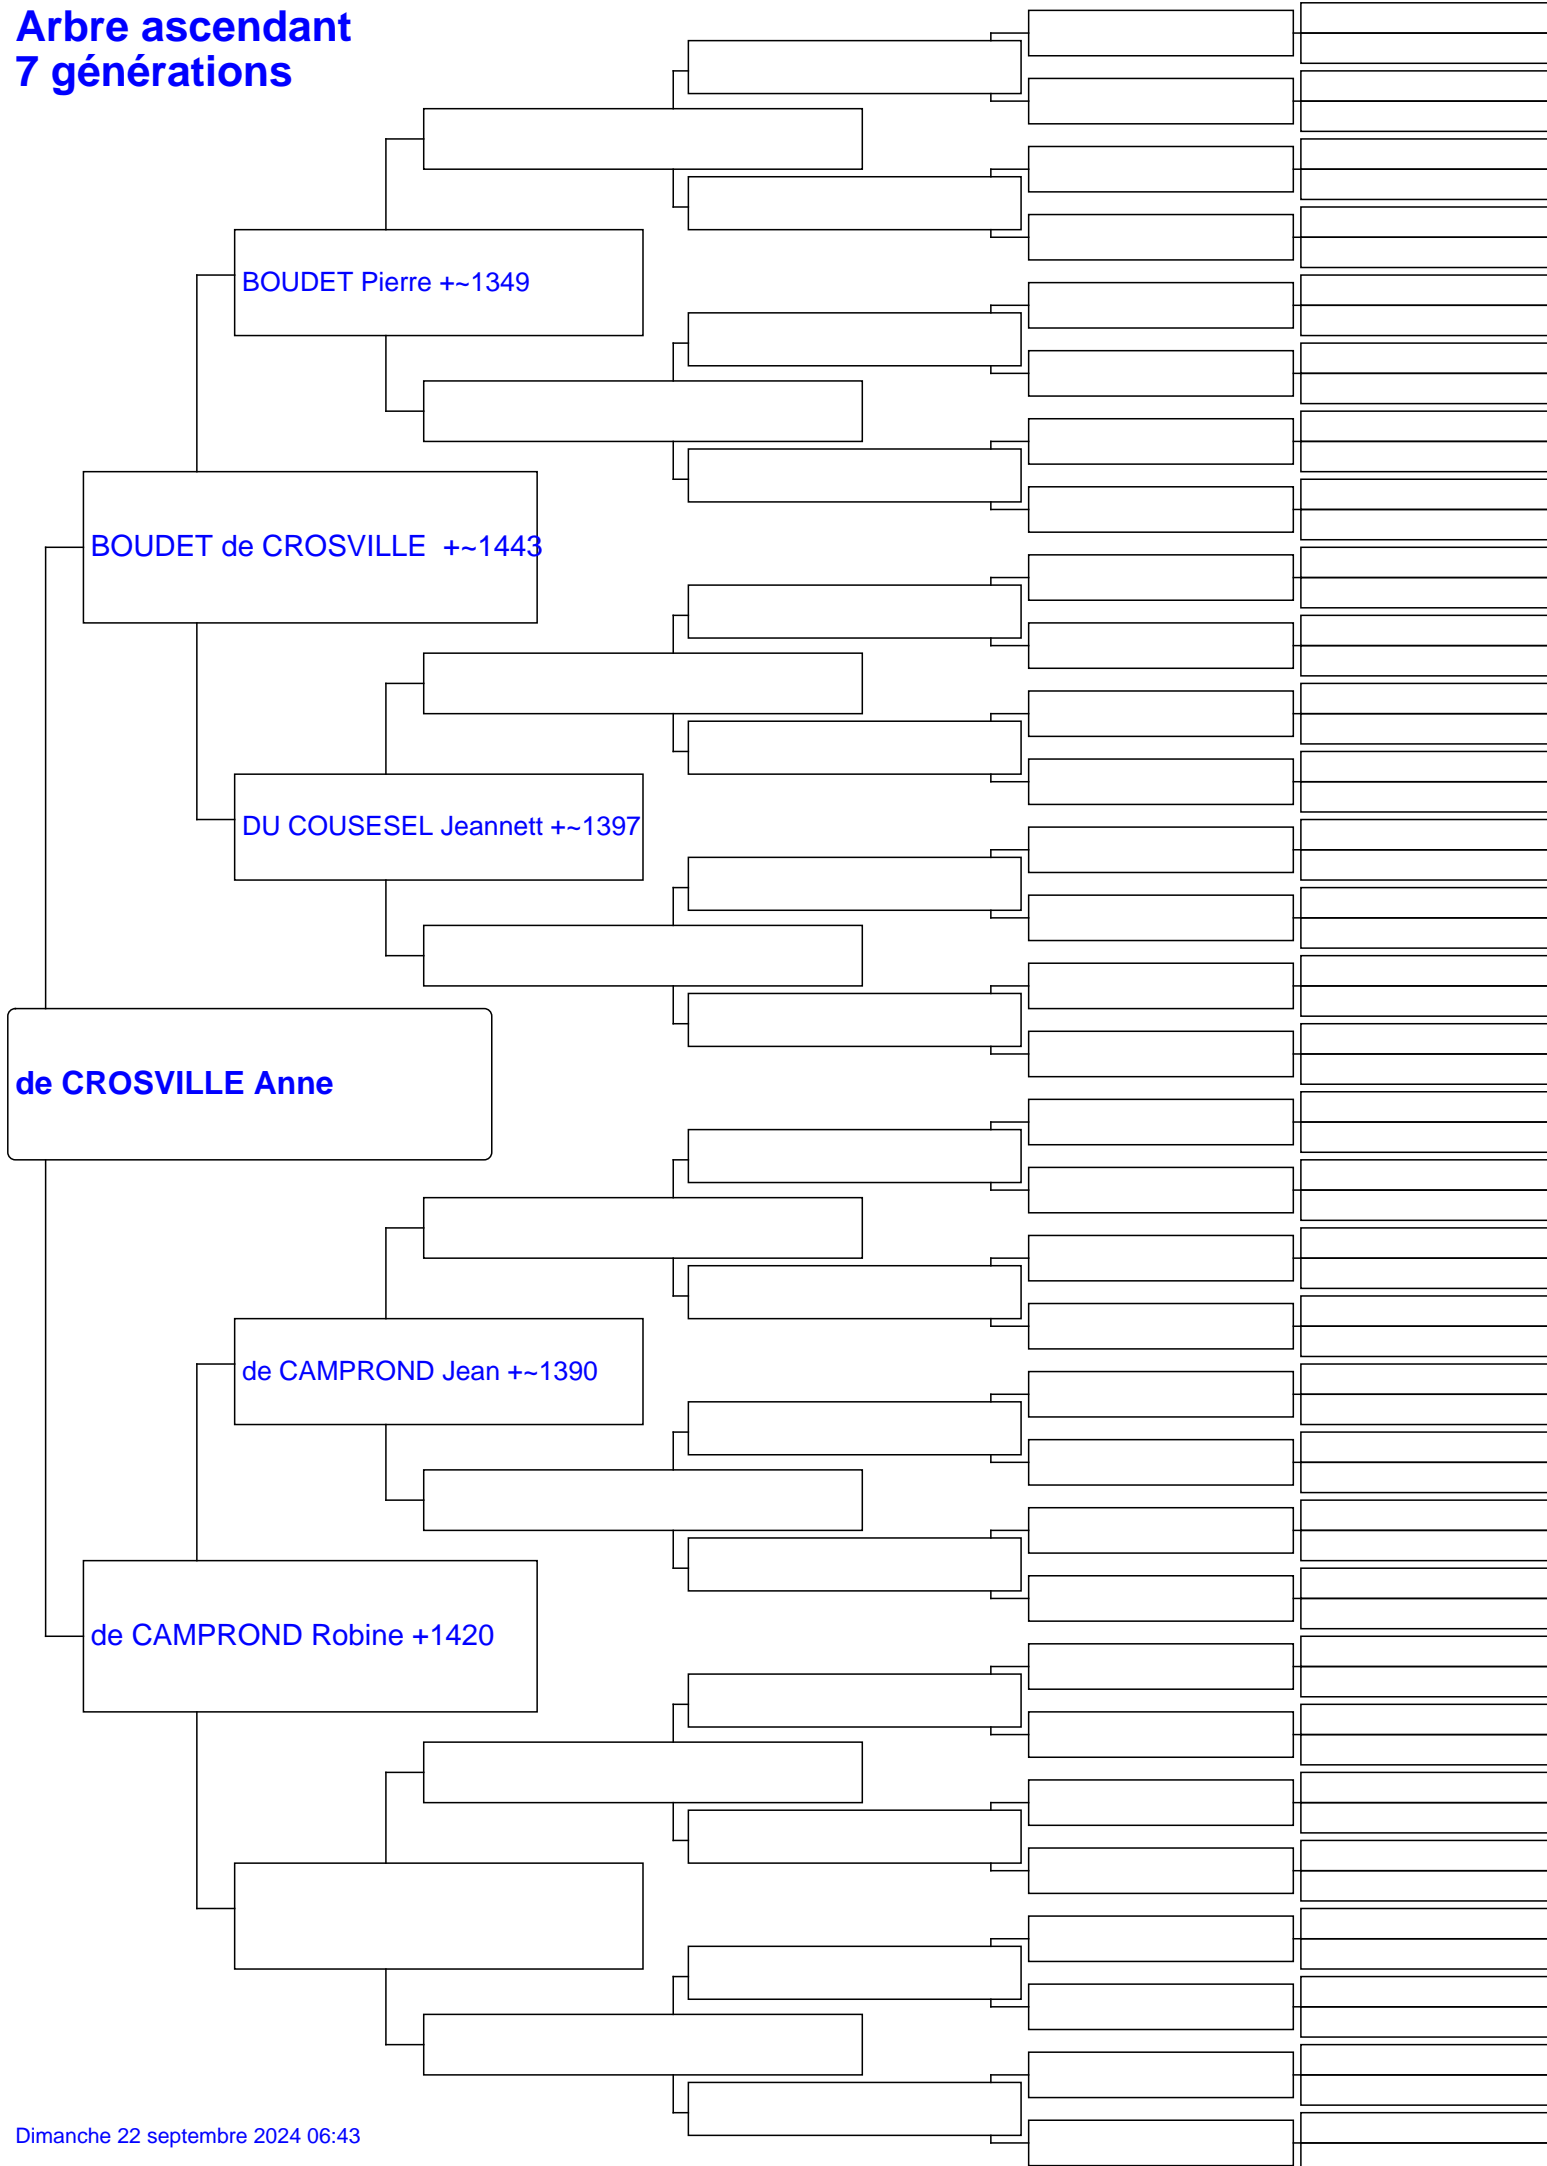 Arbre ascendant
7 générations
BOUDET Pierre +~1349
BOUDET de CROSVILLE  +~1443
DU COUSESEL Jeannett +~1397
de CROSVILLE Anne
de CAMPROND Jean +~1390
de CAMPROND Robine +1420
Dimanche 22 septembre 2024 06:43